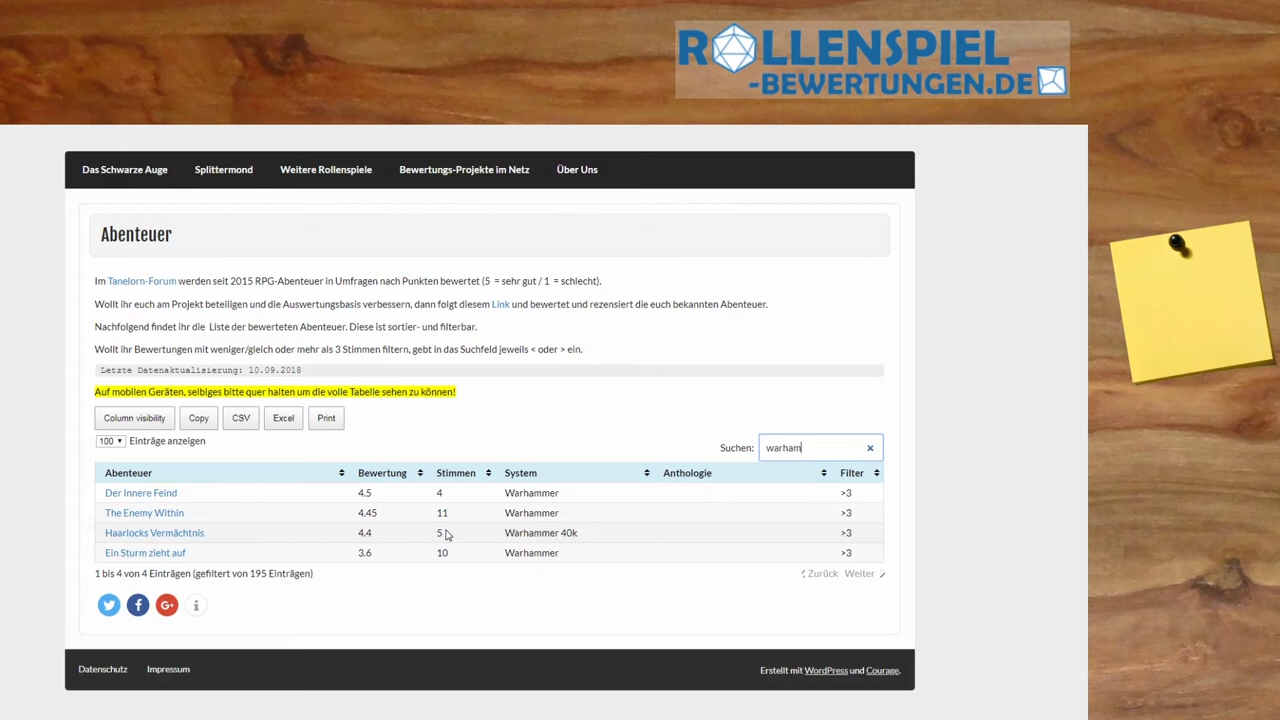 ROLLENSPIEL
-BEWERTUNGEN.DE
Das Schwarze Auge Splittermond Weitere Rollenspiele Bewertungs-Projekte im Netz Über Uns
Abenteuer
Im Tanelorn-Forum werden seit 2015 RPG-Abenteuer in Umfragen nach Punkten bewertet (5 = sehr gut / 1 = schlecht).
Wollt ihr euch am Projekt beteiligen und die Auswertungsbasis verbessern, dann folgt diesem Link und bewertet und rezensiert die euch bekannten Abenteuer.
Nachfolgend findet ihr die Liste der bewerteten Abenteuer. Diese ist sortier- und filterbar.
Wollt ihr Bewertungen mit weniger/gleich oder mehr als 3 Stimmen filtern, gebt in das Suchfeld jeweils < oder > ein.
Letzte Datenaktualisierung: 10.09.2018
Auf mobilen Geräten, selbiges bitte quer halten um die volle Tabelle sehen zu können!
Column visibility Copy CSV Excel Print
100 Einträge anzeigen
Suchen: warham
Abenteuer Bewertung Stimmen System Anthologie Filter
Der Innere Feind 4.5 4 Warhammer >3
The Enemy Within 4.45 11 Warhammer >3
Haarlocks Vermächtnis 4.4 5 Warhammer 40k >3
Ein Sturm zieht auf 3.6 10 Warhammer >3
1 bis 4 von 4 Einträgen (gefiltert von 195 Einträgen)
Zurück Weiter
Datenschutz Impressum
Erstellt mit WordPress und Courage.